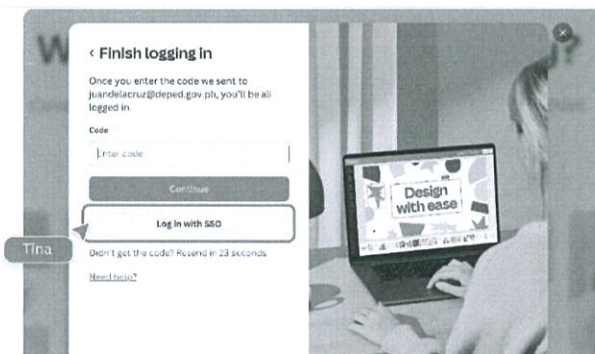 ‹ Finish logging in
Once you enter the code we sent to
juandelacruz@deped.gov.ph, you'll be all
logged in
Code
Enter code
Continue
Log in with SSO
Tina
Didn't get the code? Resend in 23 seconds
Need help?
Design
with ease